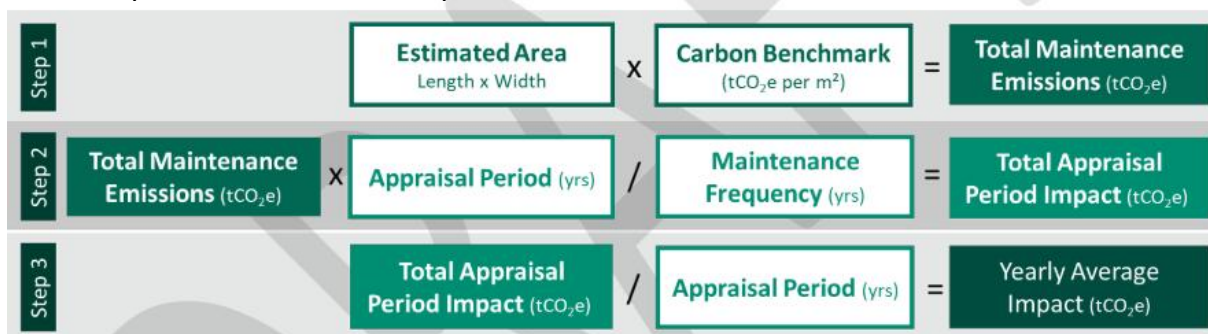 Step 1
Estimated Area
Length x Width
x
Carbon Benchmark
(tCO₂e per m²)
=
Total Maintenance
Emissions (tCO₂e)
Step 2
Total Maintenance
Emissions (tCO₂e)
x
Appraisal Period (yrs)
/
Maintenance
Frequency (yrs)
=
Total Appraisal
Period Impact (tCO₂e)
Step 3
Total Appraisal
Period Impact (tCO₂e)
/
Appraisal Period (yrs)
=
Yearly Average
Impact (tCO₂e)